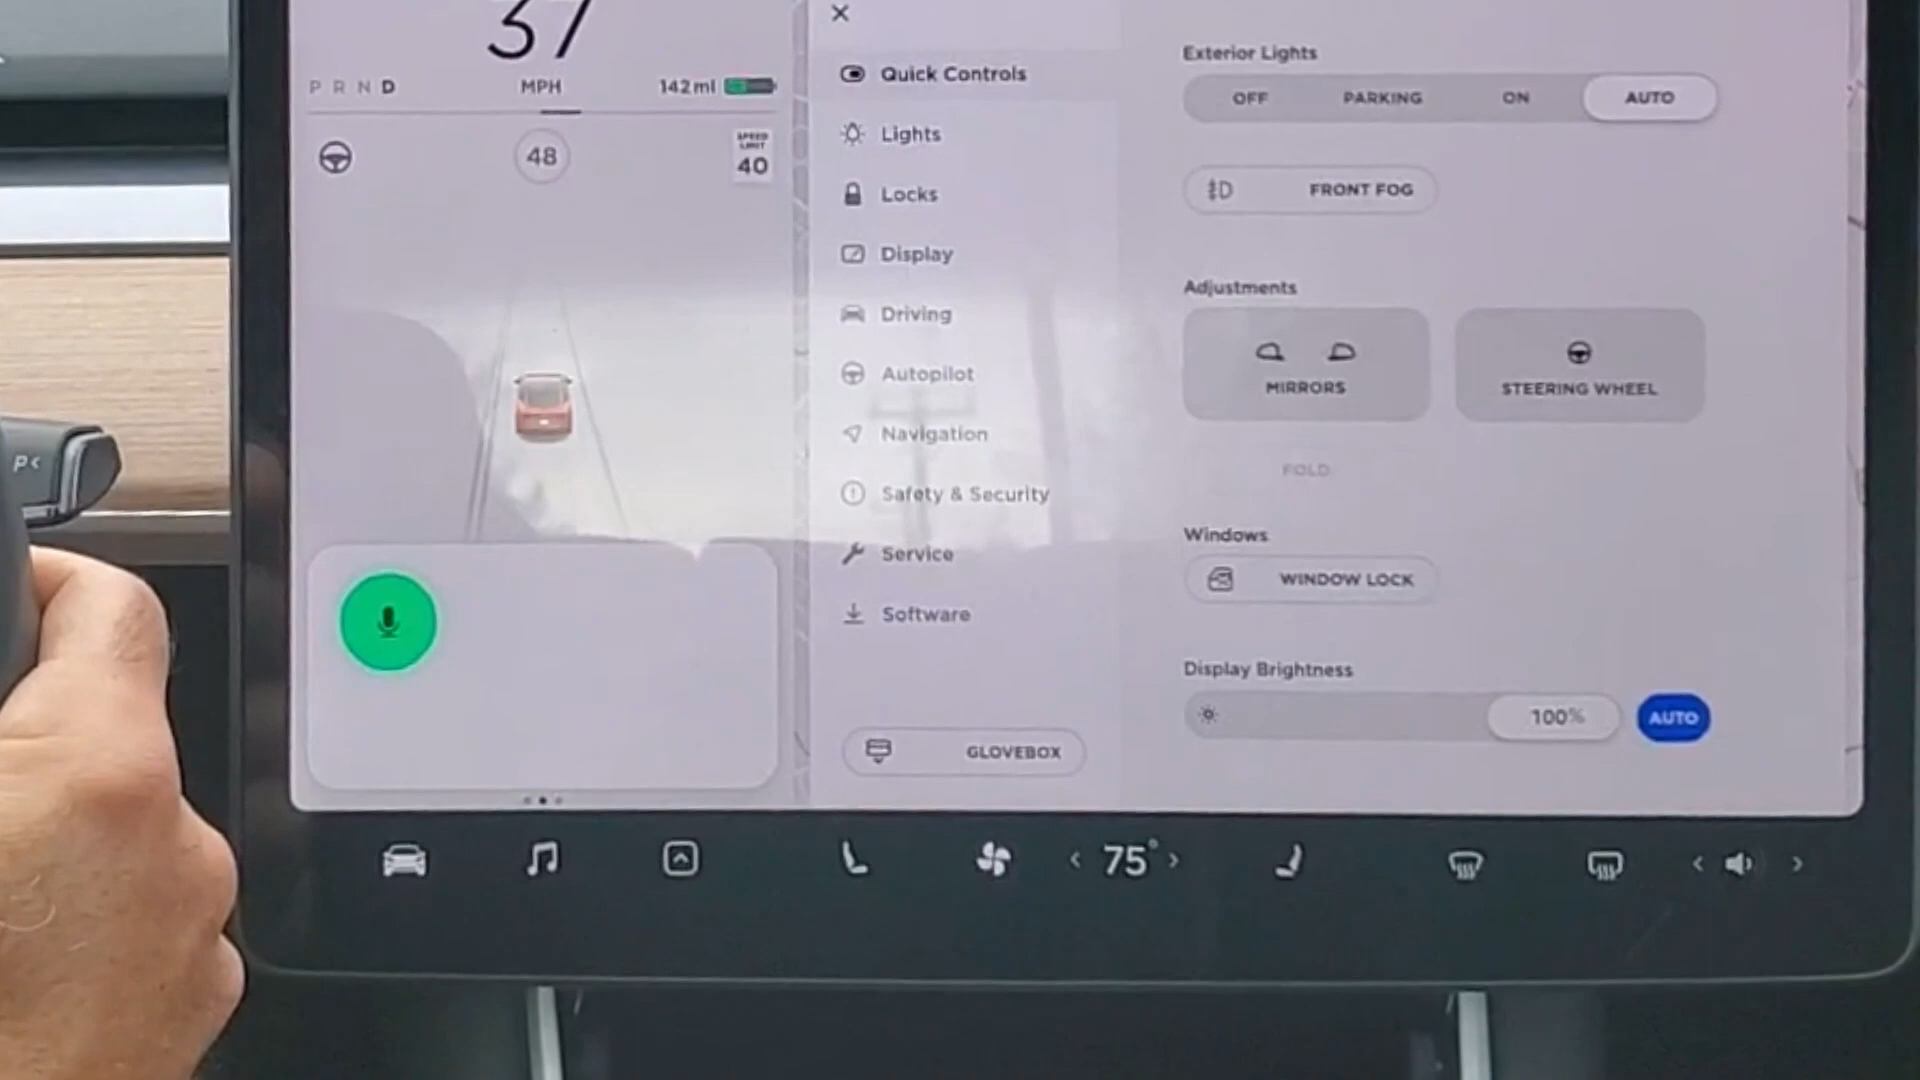 37
P R N D
MPH
142 mi
48
SPEED
LIMIT
40
P<
×
Quick Controls
Lights
Locks
Display
Driving
Autopilot
Navigation
Safety & Security
Service
Software
GLOVEBOX
Exterior Lights
OFF PARKING ON AUTO
FRONT FOG
Adjustments
MIRRORS
STEERING WHEEL
FOLD
Windows
WINDOW LOCK
Display Brightness
100% AUTO
< 75° >
< >